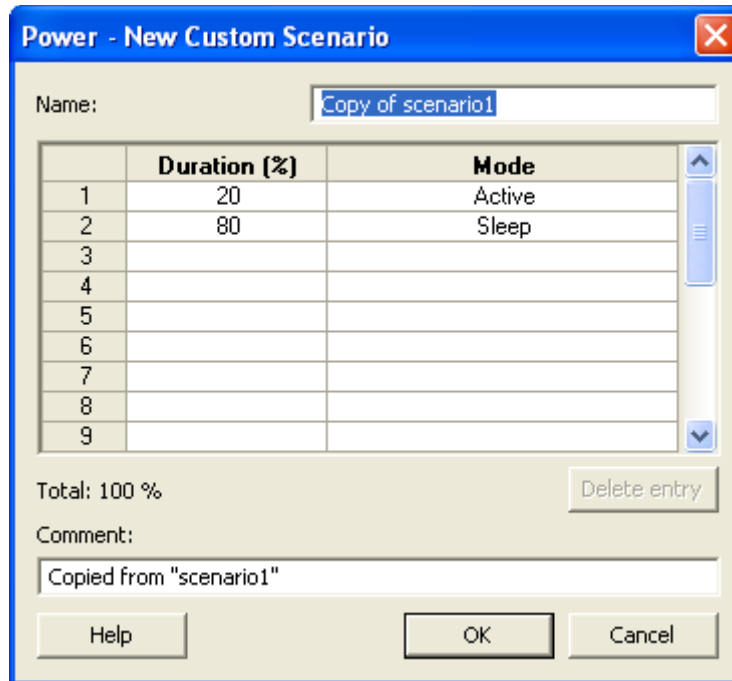 Power - New Custom Scenario
Name: Copy of scenario1
Duration (%) Mode
1 20 Active
2 80 Sleep
3
4
5
6
7
8
9
Total: 100 % Delete entry
Comment:
Copied from "scenario1"
Help OK Cancel